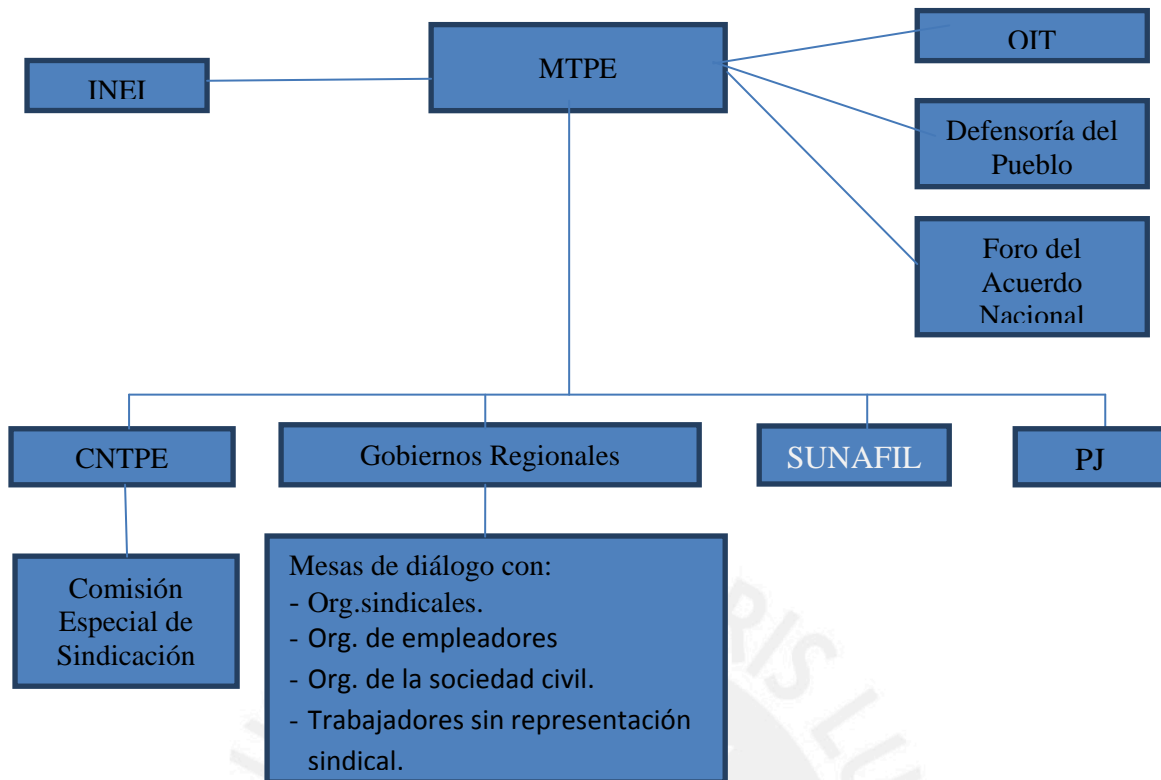 OIT
MTPE
INEI
Defensoría del
Pueblo
Foro del
Acuerdo
Nacional
CNTPE
Gobiernos Regionales
SUNAFIL
PJ
Comisión
Especial de
Sindicación
Mesas de diálogo con:
- Org.sindicales.
- Org. de empleadores
- Org. de la sociedad civil.
- Trabajadores sin representación
sindical.